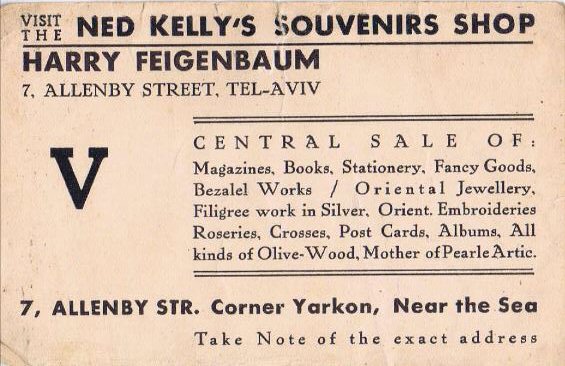 VISIT THE NED KELLY'S SOUVENIRS SHOP
HARRY FEIGENBAUM
7, ALLENBY STREET, TEL-AVIV
V
CENTRAL SALE OF:
Magazines, Books, Stationery, Fancy Goods,
Bezalel Works / Oriental Jewellery,
Filigree work in Silver, Orient. Embroideries
Roseries, Crosses, Post Cards, Albums, All
kinds of Olive-Wood, Mother of Pearle Artic.
7, ALLENBY STR. Corner Yarkon, Near the Sea
Take Note of the exact address